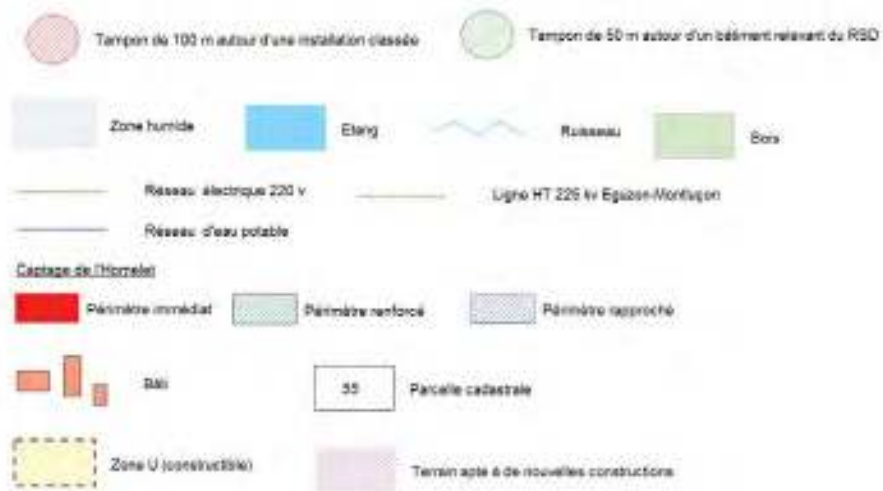 Tampon de 100 m autour d'une installation classée
Tampon de 50 m autour d'un bâtiment relevant du RSD
Zone humide
Etang
Ruisseau
Bois
Réseau électrique 220 v
Ligne HT 225 kv Eguzon-Montluçon
Réseau d'eau potable
Captage de l'Homelet
Périmètre immédiat
Périmètre renforcé
Périmètre rapproché
Bâti
55
Parcelle cadastrale
Zone U (constructible)
Terrain apte à de nouvelles constructions